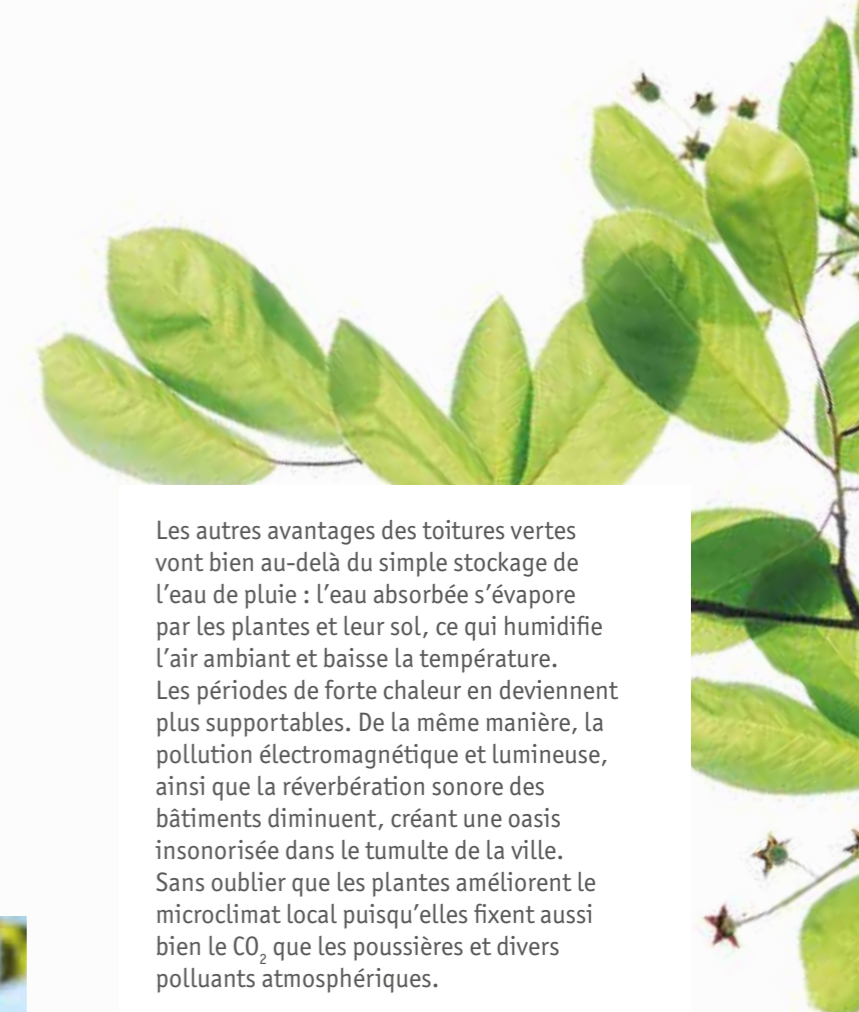 Les autres avantages des toitures vertes
vont bien au-delà du simple stockage de
l’eau de pluie : l’eau absorbée s’évapore
par les plantes et leur sol, ce qui humidifie
l’air ambiant et baisse la température.
Les périodes de forte chaleur en deviennent
plus supportables. De la même manière, la
pollution électromagnétique et lumineuse,
ainsi que la réverbération sonore des
bâtiments diminuent, créant une oasis
insonorisée dans le tumulte de la ville.
Sans oublier que les plantes améliorent le
microclimat local puisqu’elles fixent aussi
bien le CO₂ que les poussières et divers
polluants atmosphériques.